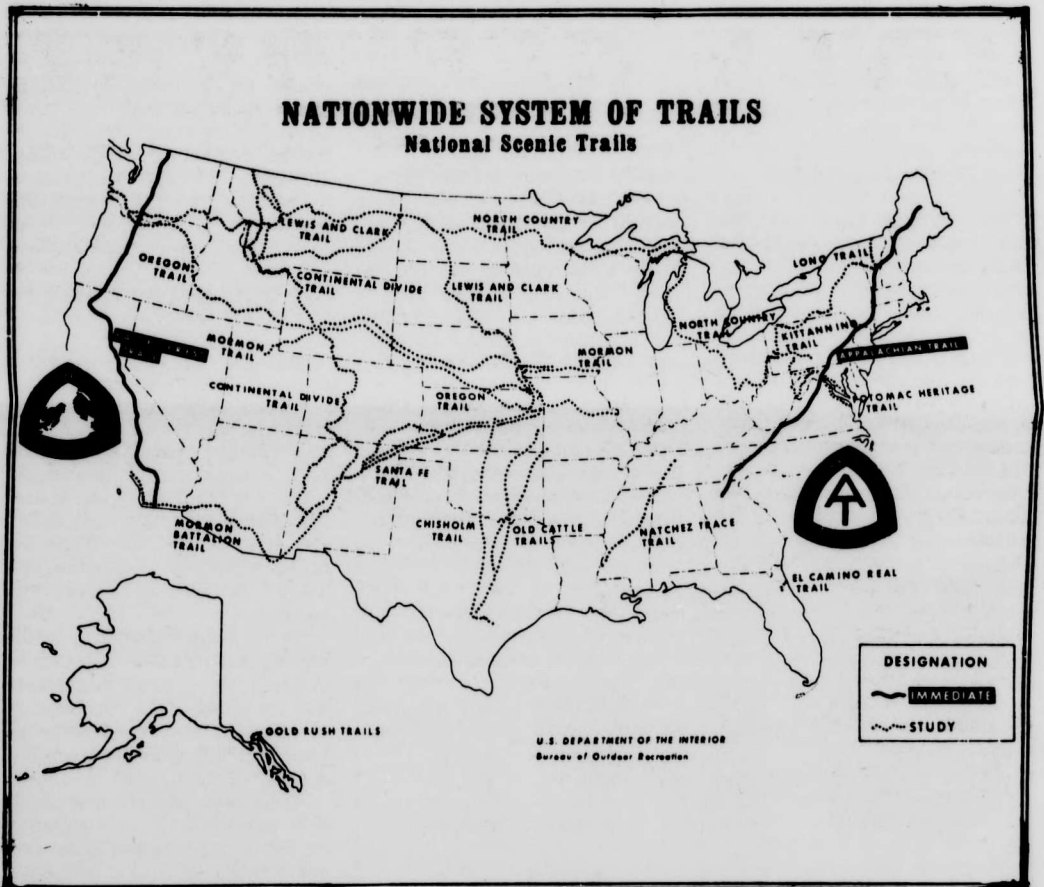 NATIONWIDE SYSTEM OF TRAILS
National Scenic Trails
LEWIS AND CLARK
TRAIL
NORTH COUNTRY
TRAIL
LONG TRAIL
OREGON
TRAIL
CONTINENTAL DIVIDE
TRAIL
LEWIS AND CLARK
TRAIL
NORTH COUNTRY
TRAIL
KITTANNING
TRAIL
MORMON
TRAIL
MORMON
TRAIL
APPALACHIAN TRAIL
CONTINENTAL DIVIDE
TRAIL
OREGON
TRAIL
POTOMAC HERITAGE
TRAIL
SANTA FE
TRAIL
MORMON
BATTALION
TRAIL
CHISHOLM
TRAIL
OLD CATTLE
TRAILS
NATCHEZ TRACE
TRAIL
AT
EL CAMINO REAL
TRAIL
GOLD RUSH TRAILS
DESIGNATION
IMMEDIATE
STUDY
U.S. DEPARTMENT OF THE INTERIOR
Bureau of Outdoor Recreation